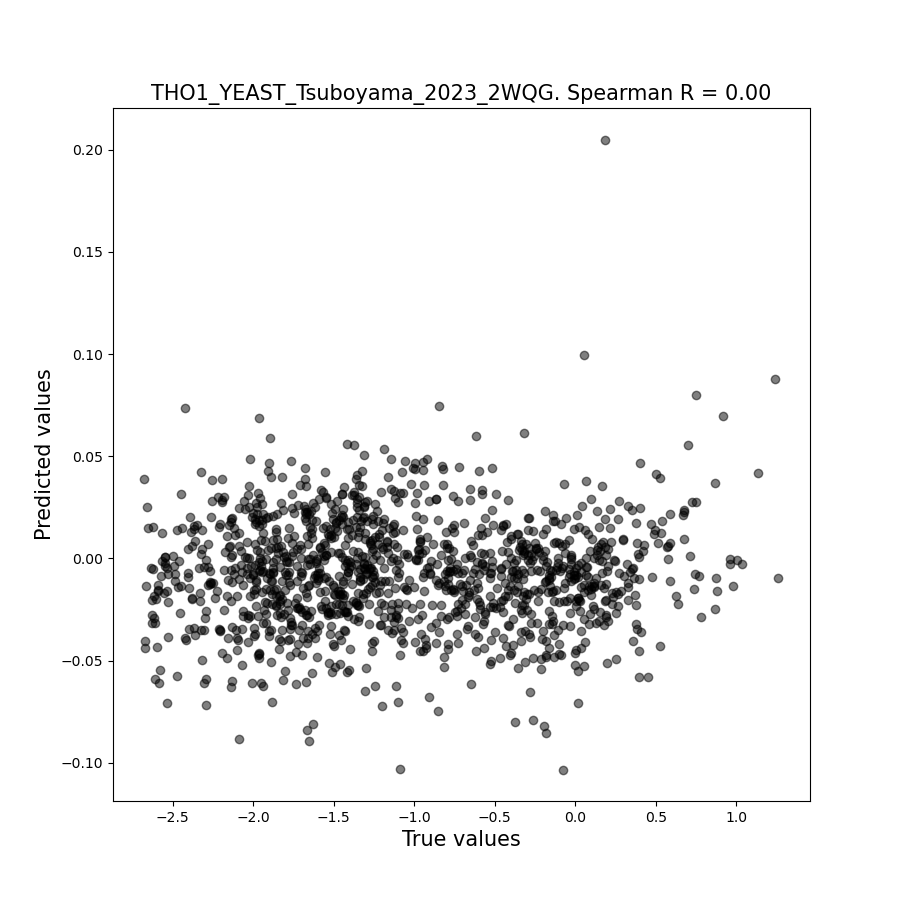 THO1_YEAST_Tsuboyama_2023_2WQG. Spearman R = 0.00
0.20
0.15
0.10
0.05
0.00
−0.05
−0.10
Predicted values
−2.5 −2.0 −1.5 −1.0 −0.5 0.0 0.5 1.0
True values